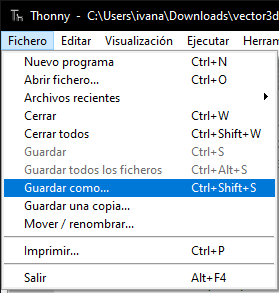 Thonny - C:\Users\ivana\Downloads\vector3d
Fichero Editar Visualización Ejecutar Herram
Nuevo programa Ctrl+N
Abrir fichero... Ctrl+O
Archivos recientes
Cerrar Ctrl+W
Cerrar todos Ctrl+Shift+W
Guardar Ctrl+S
Guardar todos los ficheros Ctrl+Alt+S
Guardar como... Ctrl+Shift+S
Guardar una copia...
Mover / renombrar...
Imprimir... Ctrl+P
Salir Alt+F4